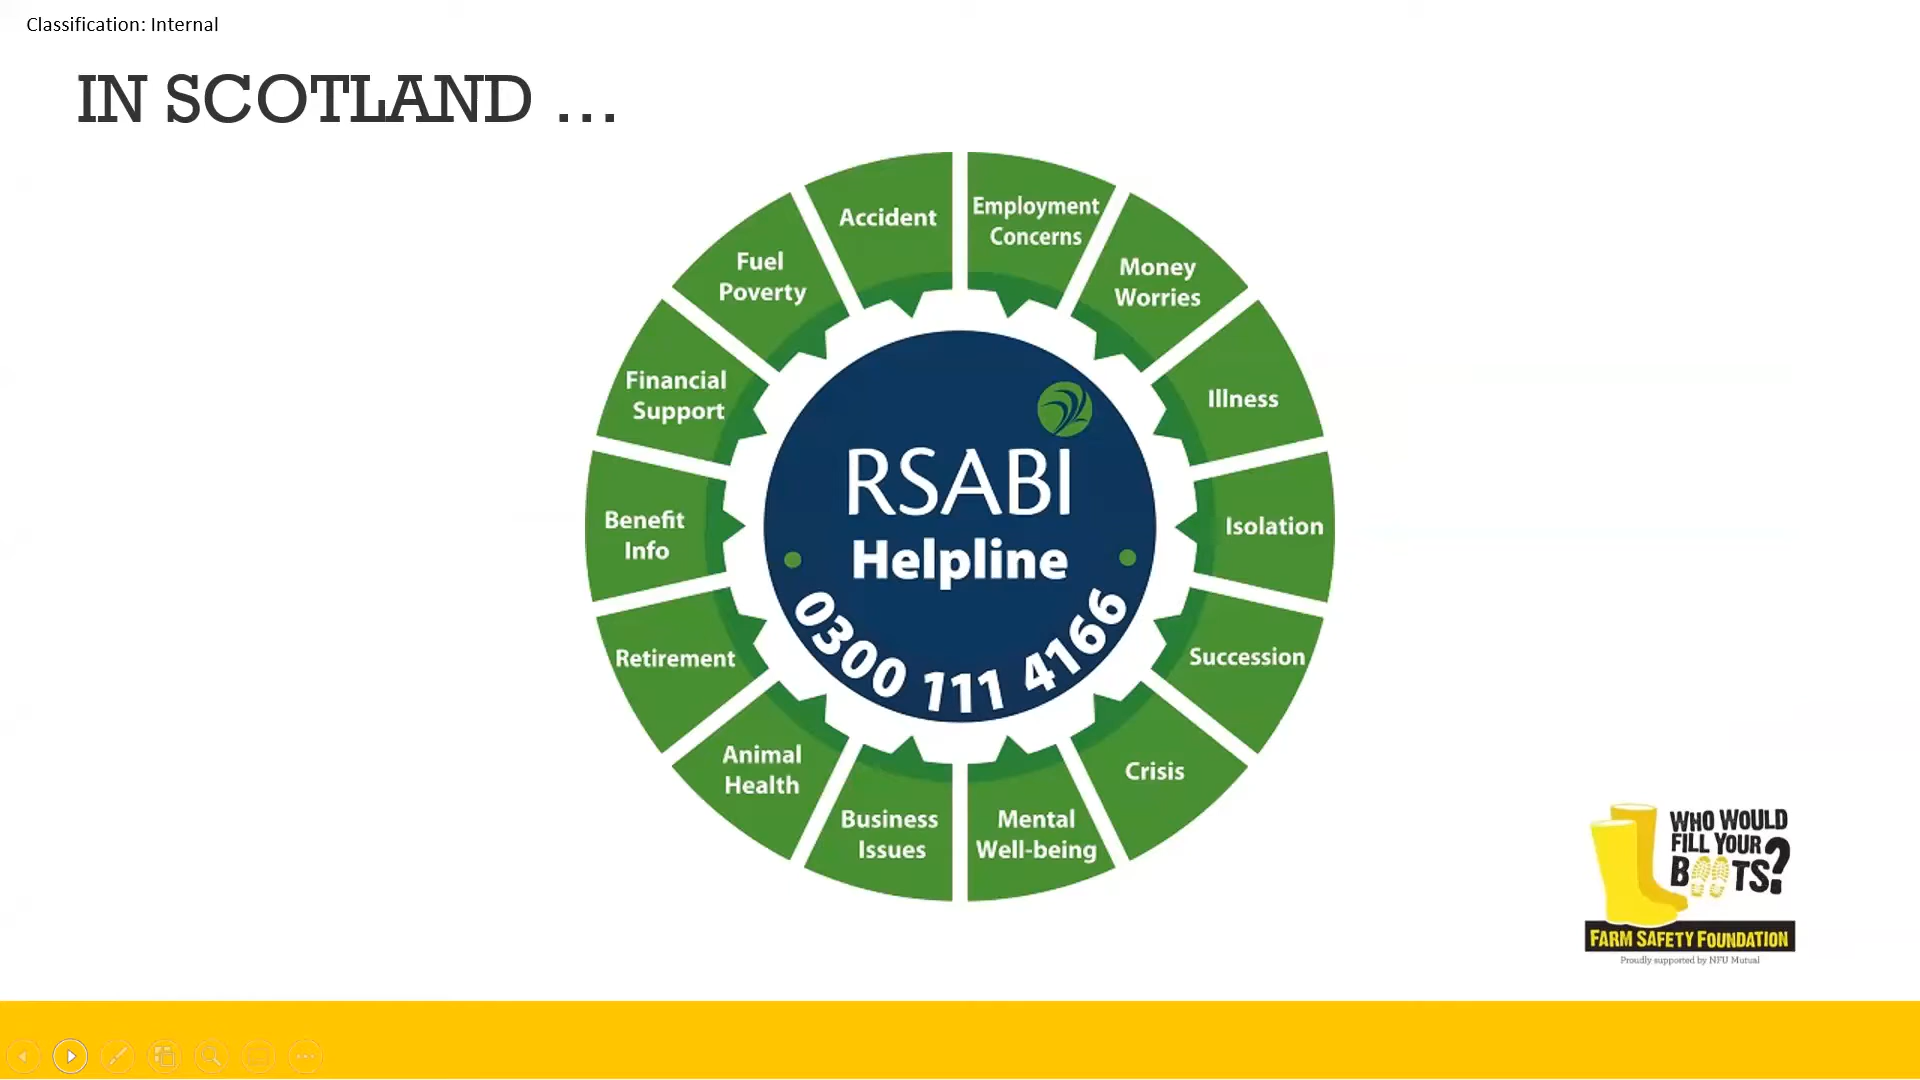 Classification: Internal
IN SCOTLAND ...
Accident
Employment
Concerns
Money
Worries
Illness
Isolation
Succession
Crisis
Mental
Well-being
Business
Issues
Animal
Health
Retirement
Benefit
Info
Financial
Support
Fuel
Poverty
RSABI
Helpline
0300 111 4166
WHO WOULD
FILL YOUR
BOOTS?
FARM SAFETY FOUNDATION
Proudly supported by NFU Mutual